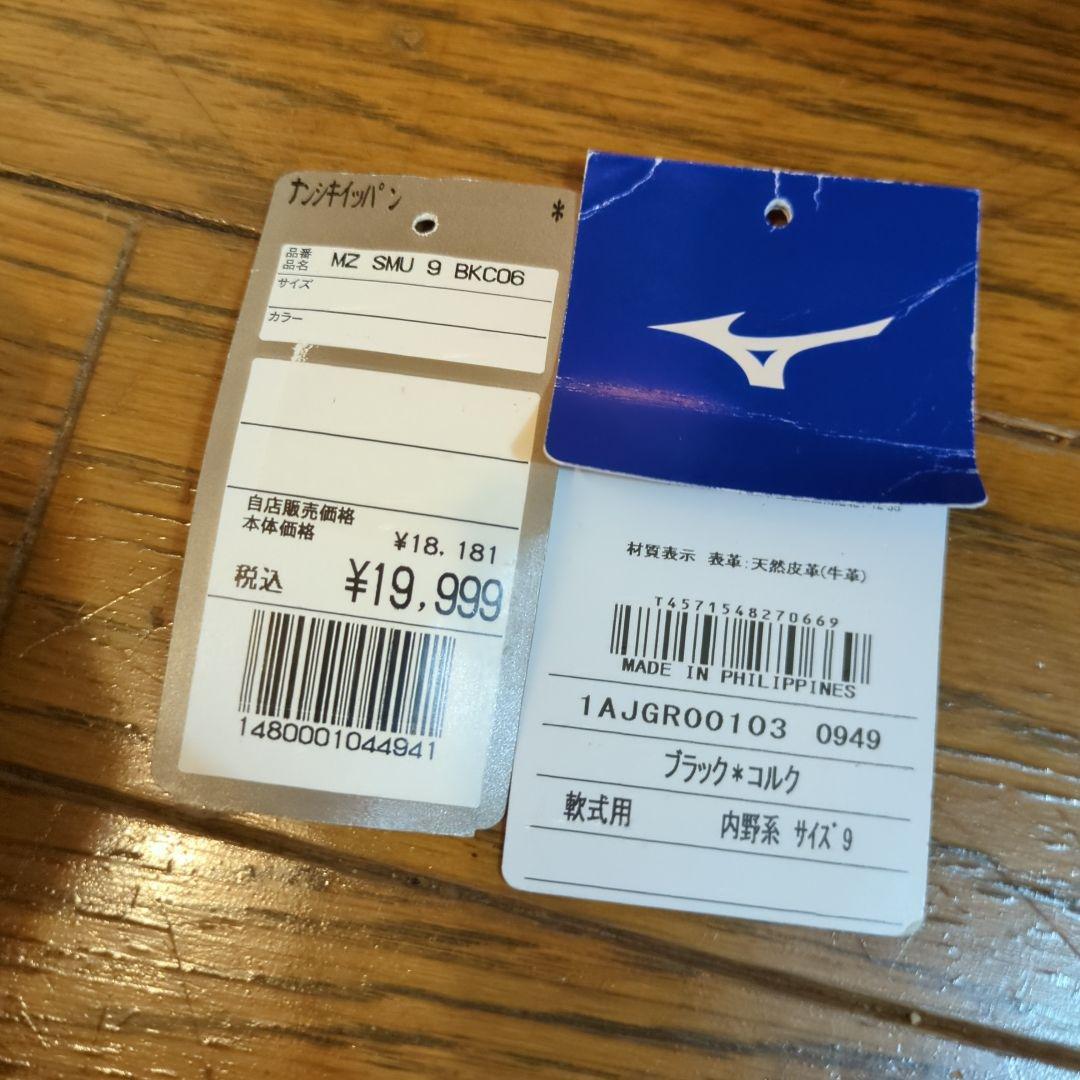 ナンシキイッパン
*
品番
品名 MZ SMU 9 BKC06
サイズ
カラー
自店販売価格
本体価格 ¥18,181
税込 ¥19,999
1480001044941
材質表示 表革:天然皮革(牛革)
T4571548270669
MADE IN PHILIPPINES
1AJGR00103 0949
ブラック*コルク
軟式用 内野系 サイズ9